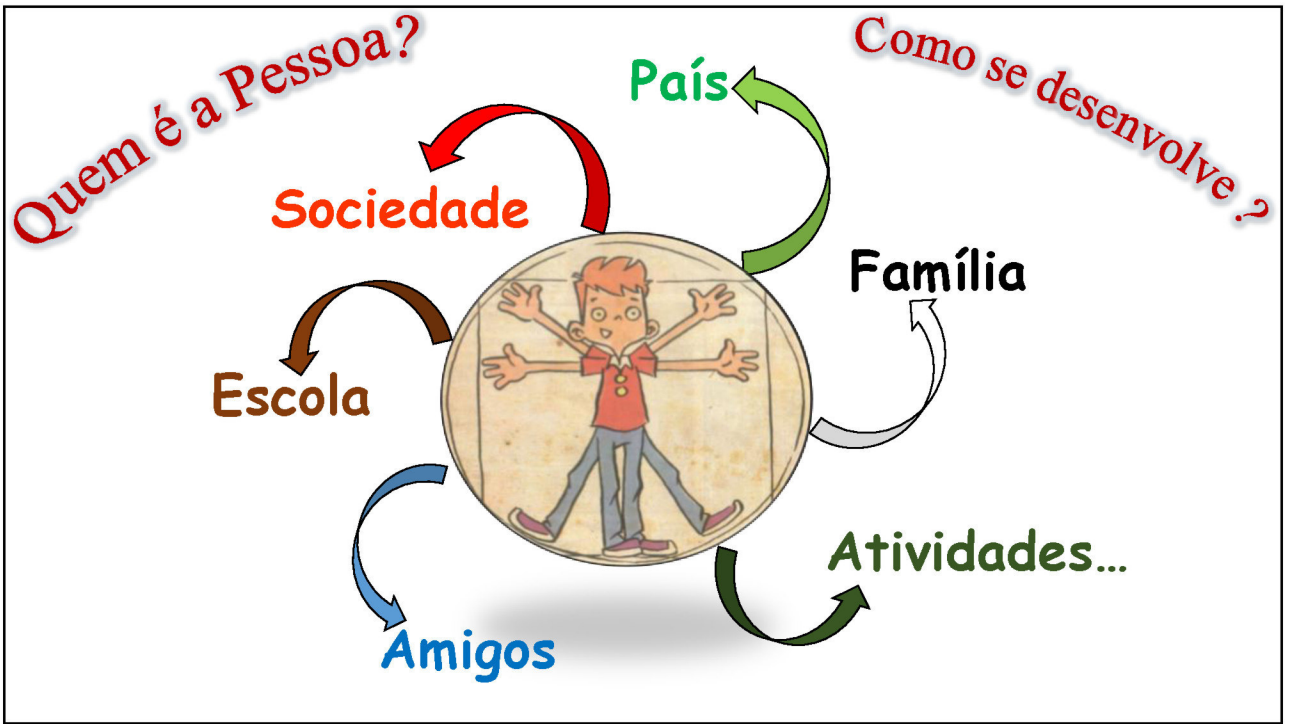 Quem é a Pessoa?
Como se desenvolve ?
País
Sociedade
Família
Escola
Atividades...
Amigos